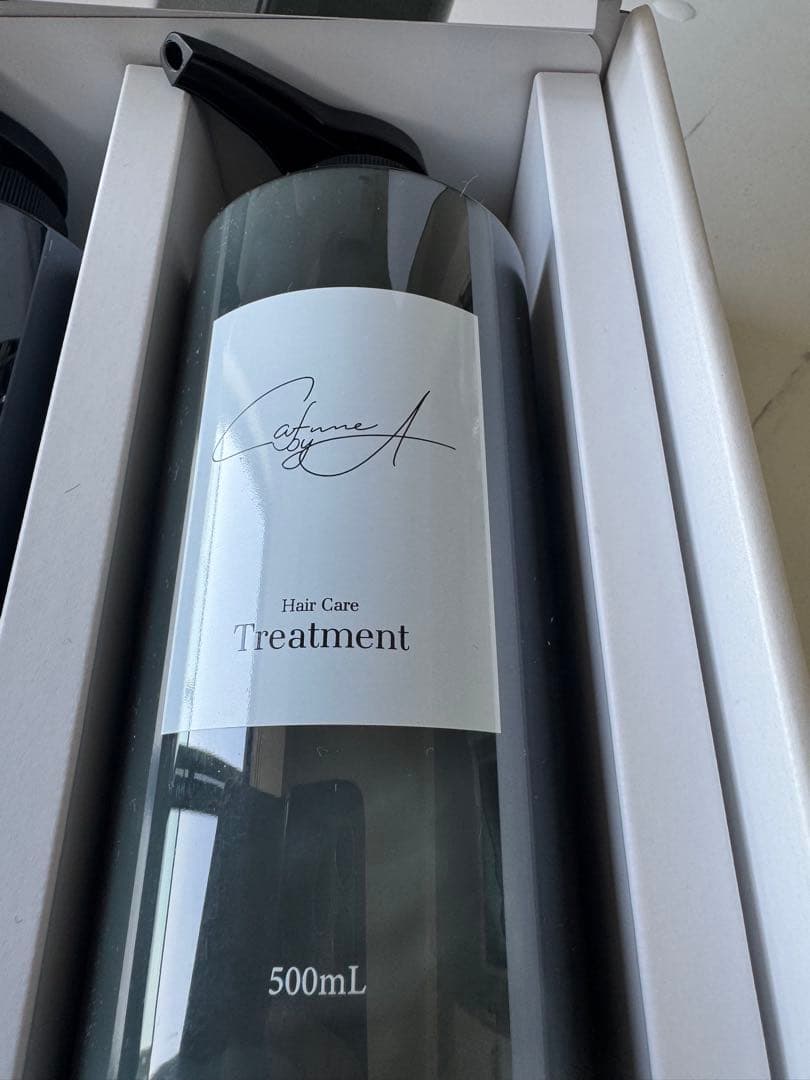 Cafune
by A
Hair Care
Treatment
500mL